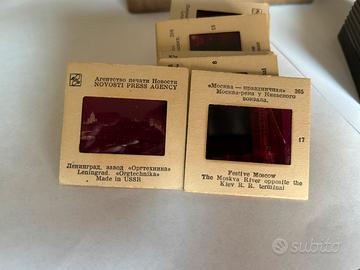 Агентство печати Новости
NOVOSTI PRESS AGENCY
Ленинград, завод «Оргтехника»
Leningrad. «Orgtechnika»
Made in USSR
«Москва — праздничная» 265
Москва-река у Киевского
вокзала.
17
Festive Moscow
The Moskva River opposite the
Kiev R. R. terminal
subito